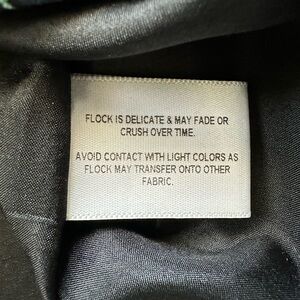 FLOCK IS DELICATE & MAY FADE OR
CRUSH OVER TIME.
AVOID CONTACT WITH LIGHT COLORS AS
FLOCK MAY TRANSFER ONTO OTHER
FABRIC.